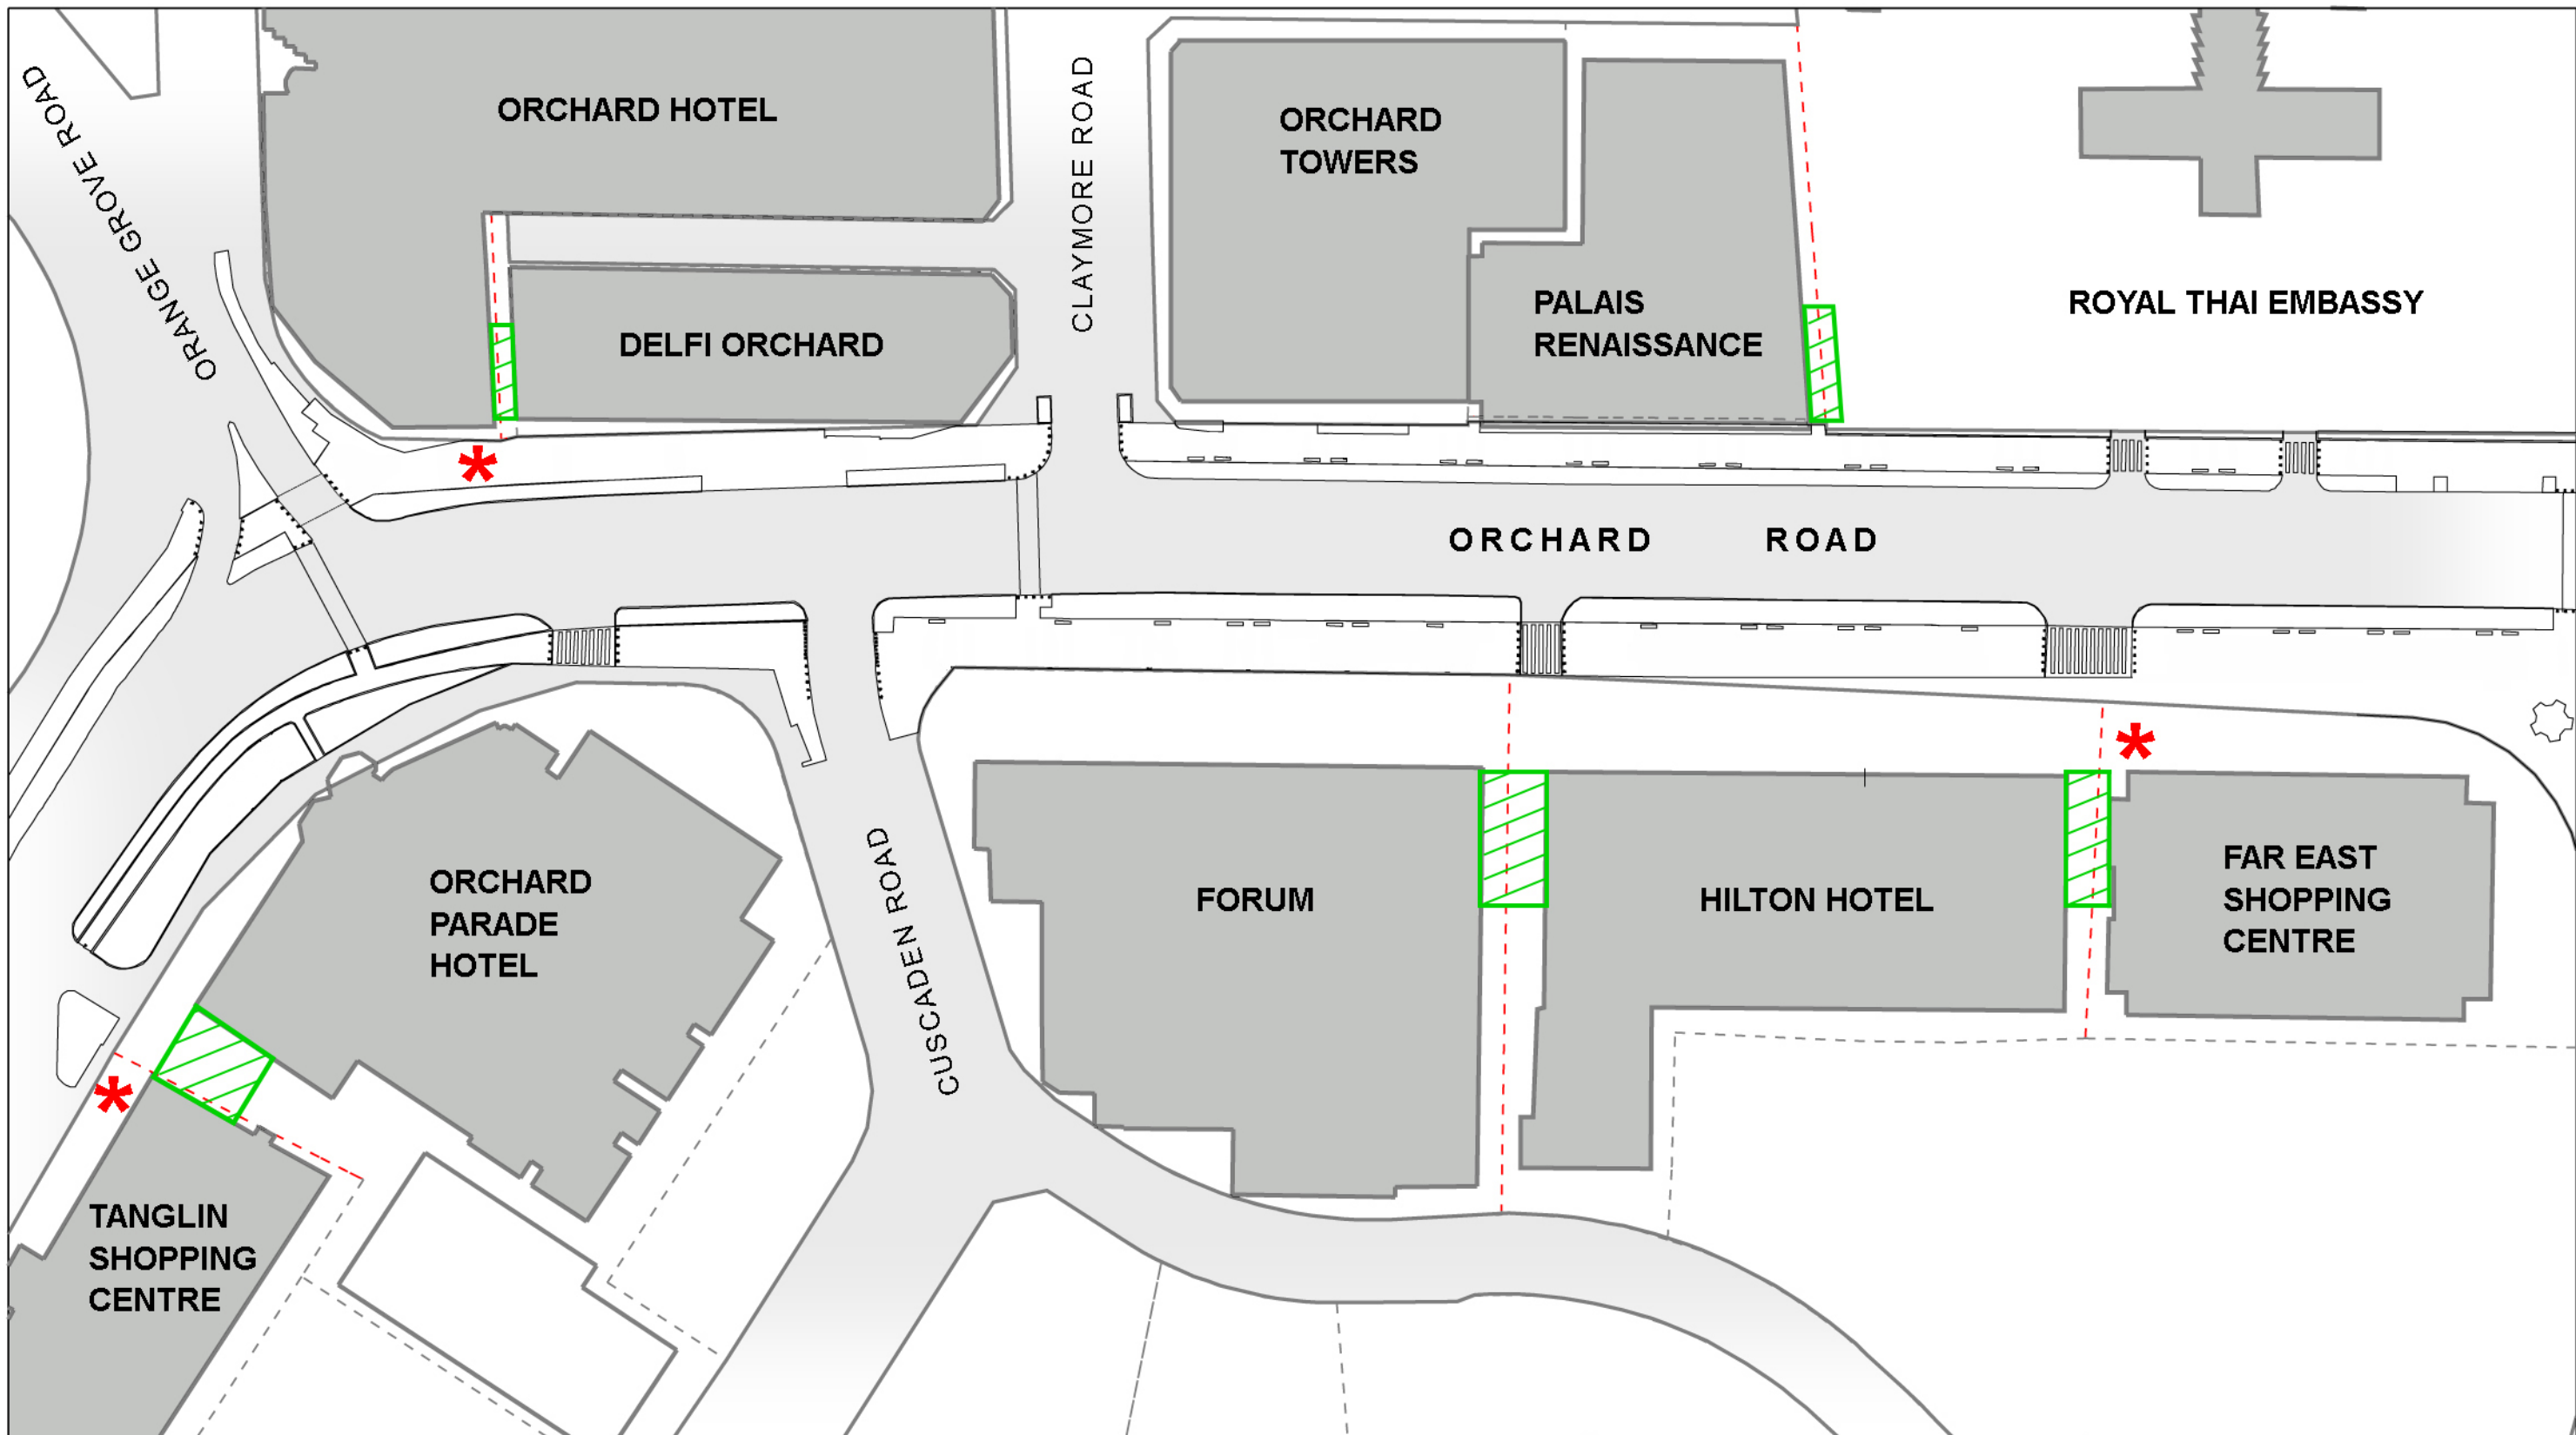 ORCHARD HOTEL
ORANGE GROVE ROAD
CLAYMORE ROAD
ORCHARD
TOWERS
DELFI ORCHARD
PALAIS
RENAISSANCE
ROYAL THAI EMBASSY
*
ORCHARD ROAD
*
ORCHARD
PARADE
HOTEL
CUSCADEN ROAD
FORUM
HILTON HOTEL
FAR EAST
SHOPPING
CENTRE
*
TANGLIN
SHOPPING
CENTRE